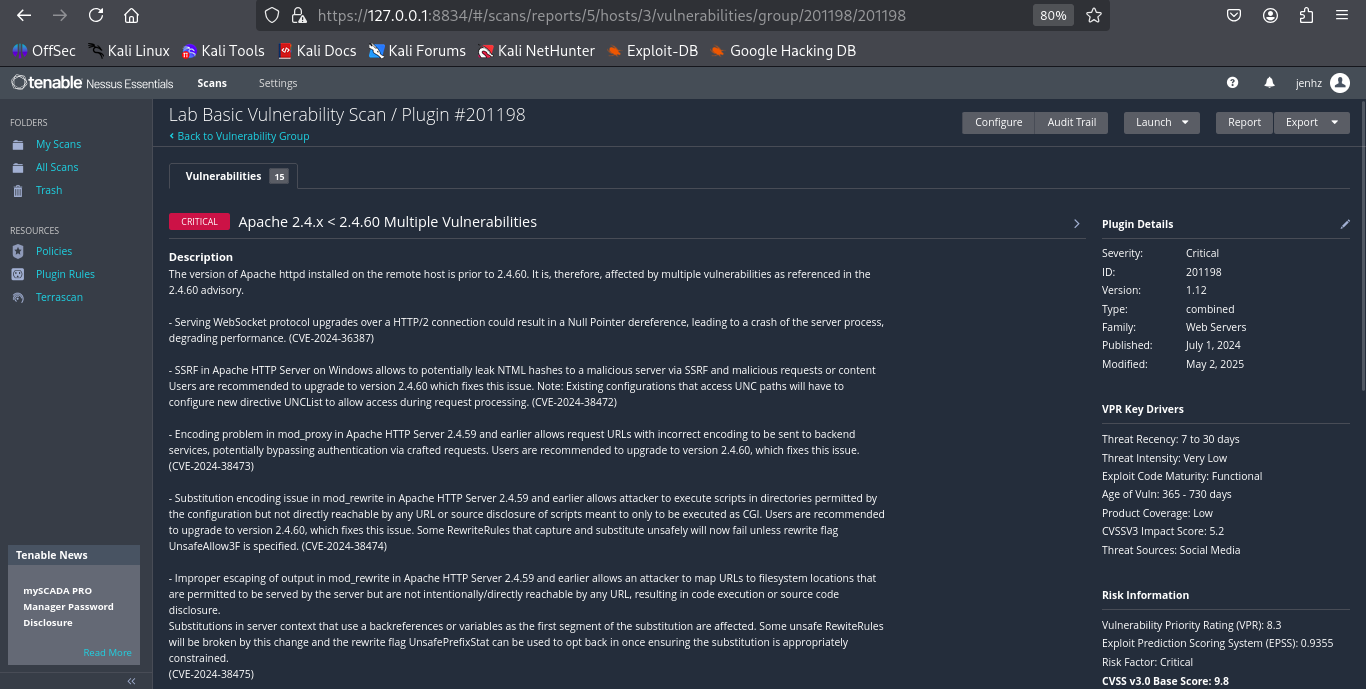 https://127.0.0.1:8834/#/scans/reports/5/hosts/3/vulnerabilities/group/201198/201198
80%
OffSec
Kali Linux
Kali Tools
Kali Docs
Kali Forums
Kali NetHunter
Exploit-DB
Google Hacking DB
tenable Nessus Essentials
Scans
Settings
jenhz
FOLDERS
My Scans
All Scans
Trash
RESOURCES
Policies
Plugin Rules
Terrascan
Tenable News
mySCADA PRO
Manager Password
Disclosure
Read More
Lab Basic Vulnerability Scan / Plugin #201198
Back to Vulnerability Group
Configure
Audit Trail
Launch
Report
Export
Vulnerabilities 15
CRITICAL Apache 2.4.x < 2.4.60 Multiple Vulnerabilities
Description
The version of Apache httpd installed on the remote host is prior to 2.4.60. It is, therefore, affected by multiple vulnerabilities as referenced in the
2.4.60 advisory.
- Serving WebSocket protocol upgrades over a HTTP/2 connection could result in a Null Pointer dereference, leading to a crash of the server process,
degrading performance. (CVE-2024-36387)
- SSRF in Apache HTTP Server on Windows allows to potentially leak NTML hashes to a malicious server via SSRF and malicious requests or content
Users are recommended to upgrade to version 2.4.60 which fixes this issue. Note: Existing configurations that access UNC paths will have to
configure new directive UNCList to allow access during request processing. (CVE-2024-38472)
- Encoding problem in mod_proxy in Apache HTTP Server 2.4.59 and earlier allows request URLs with incorrect encoding to be sent to backend
services, potentially bypassing authentication via crafted requests. Users are recommended to upgrade to version 2.4.60, which fixes this issue.
(CVE-2024-38473)
- Substitution encoding issue in mod_rewrite in Apache HTTP Server 2.4.59 and earlier allows attacker to execute scripts in directories permitted by
the configuration but not directly reachable by any URL or source disclosure of scripts meant to only to be executed as CGI. Users are recommended
to upgrade to version 2.4.60, which fixes this issue. Some RewriteRules that capture and substitute unsafely will now fail unless rewrite flag
UnsafeAllow3F is specified. (CVE-2024-38474)
- Improper escaping of output in mod_rewrite in Apache HTTP Server 2.4.59 and earlier allows an attacker to map URLs to filesystem locations that
are permitted to be served by the server but are not intentionally/directly reachable by any URL, resulting in code execution or source code
disclosure.
Substitutions in server context that use a backreferences or variables as the first segment of the substitution are affected. Some unsafe RewiteRules
will be broken by this change and the rewrite flag UnsafePrefixStat can be used to opt back in once ensuring the substitution is appropriately
constrained.
(CVE-2024-38475)
Plugin Details
Severity: Critical
ID: 201198
Version: 1.12
Type: combined
Family: Web Servers
Published: July 1, 2024
Modified: May 2, 2025
VPR Key Drivers
Threat Recency: 7 to 30 days
Threat Intensity: Very Low
Exploit Code Maturity: Functional
Age of Vuln: 365 - 730 days
Product Coverage: Low
CVSSV3 Impact Score: 5.2
Threat Sources: Social Media
Risk Information
Vulnerability Priority Rating (VPR): 8.3
Exploit Prediction Scoring System (EPSS): 0.9355
Risk Factor: Critical
CVSS v3.0 Base Score: 9.8